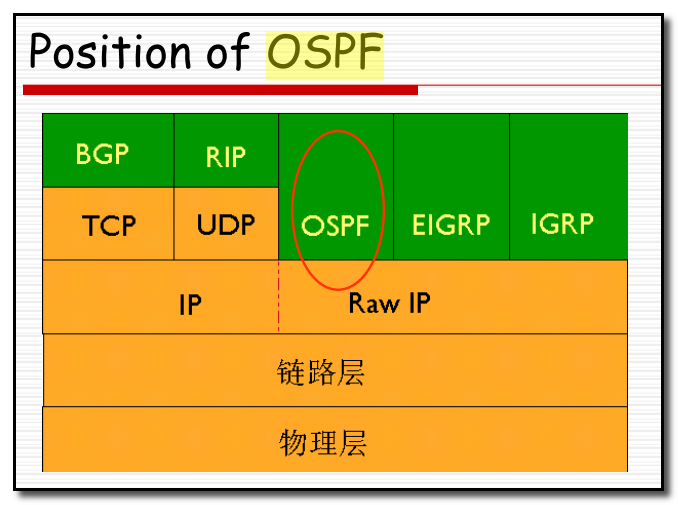 Position of OSPF
BGP RIP
TCP UDP OSPF EIGRP IGRP
IP Raw IP
链路层
物理层